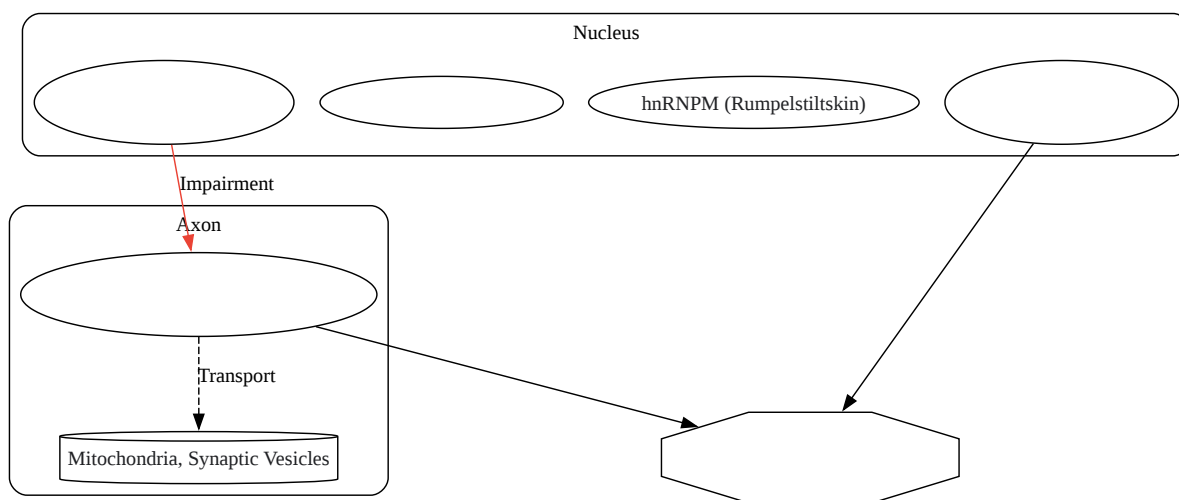 Nucleus
hnRNPM (Rumpelstiltskin)
Impairment
Axon
Transport
Mitochondria, Synaptic Vesicles